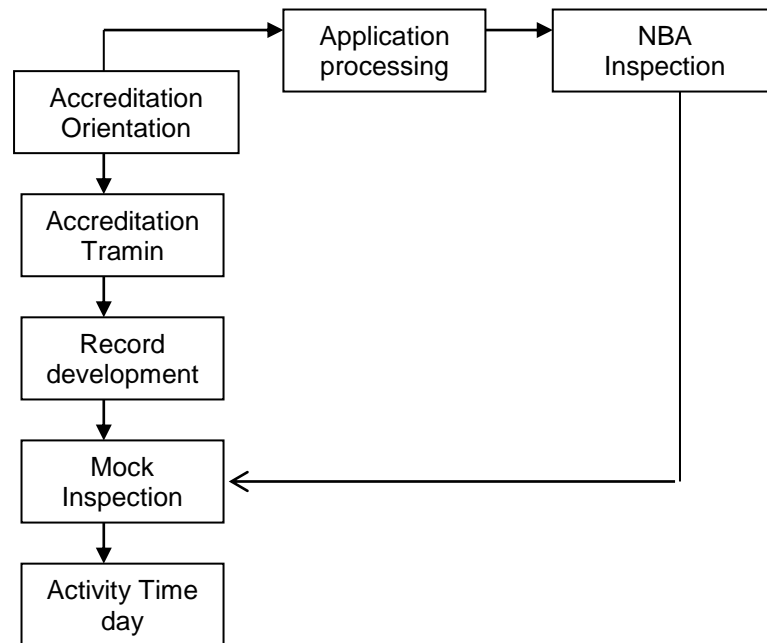 Application
processing
NBA
Inspection
Accreditation
Orientation
Accreditation
Tramin
Record
development
Mock
Inspection
Activity Time
day